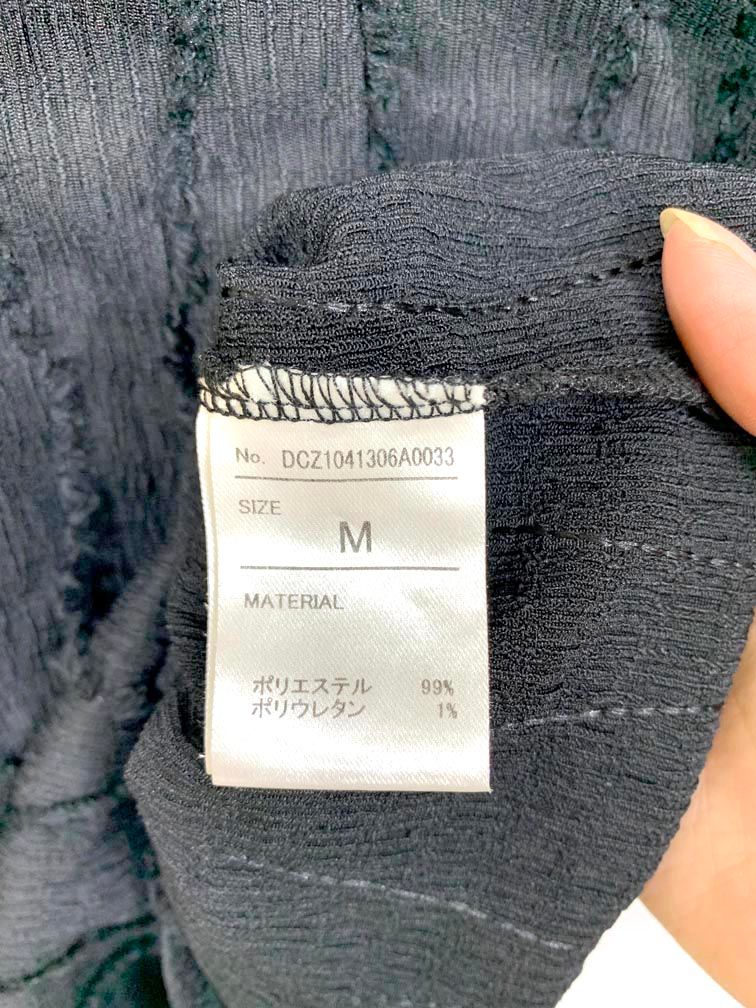 No. DCZ1041306A0033
SIZE
M
MATERIAL
ポリエステル 99%
ポリウレタン 1%